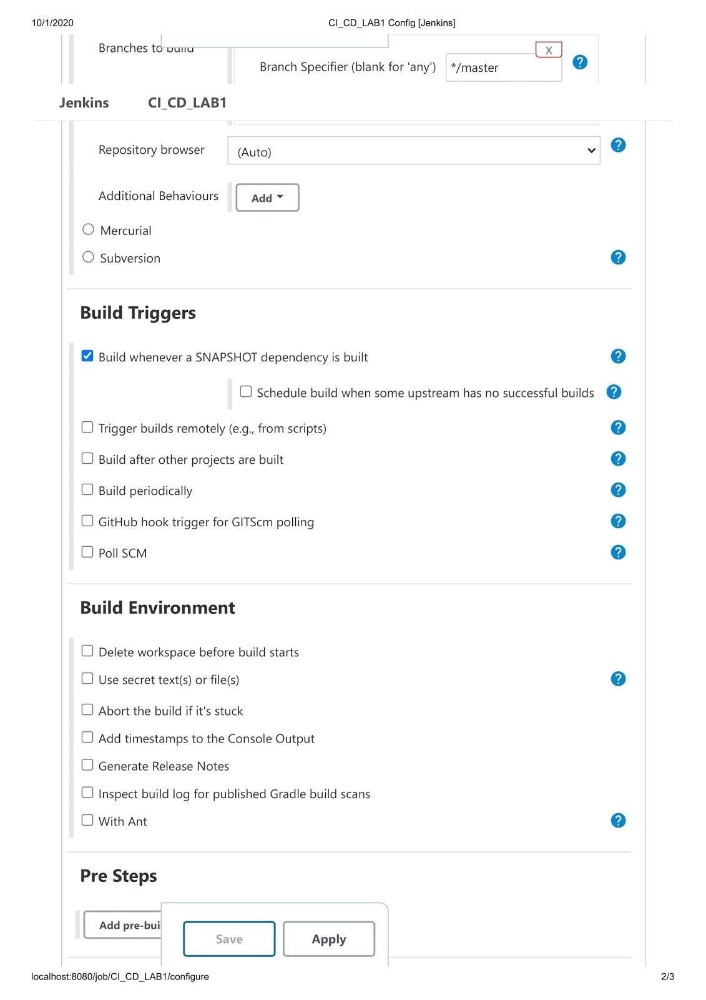 10/1/2020 CI_CD_LAB1 Config [Jenkins]
Branches to build
X
Branch Specifier (blank for 'any') */master ?
Jenkins CI_CD_LAB1
Repository browser (Auto) ?
Additional Behaviours Add
Mercurial
Subversion ?
Build Triggers
Build whenever a SNAPSHOT dependency is built ?
Schedule build when some upstream has no successful builds ?
Trigger builds remotely (e.g., from scripts) ?
Build after other projects are built ?
Build periodically ?
GitHub hook trigger for GITScm polling ?
Poll SCM ?
Build Environment
Delete workspace before build starts
Use secret text(s) or file(s) ?
Abort the build if it's stuck
Add timestamps to the Console Output
Generate Release Notes
Inspect build log for published Gradle build scans
With Ant ?
Pre Steps
Add pre-bui
Save Apply
localhost:8080/job/CI_CD_LAB1/configure 2/3